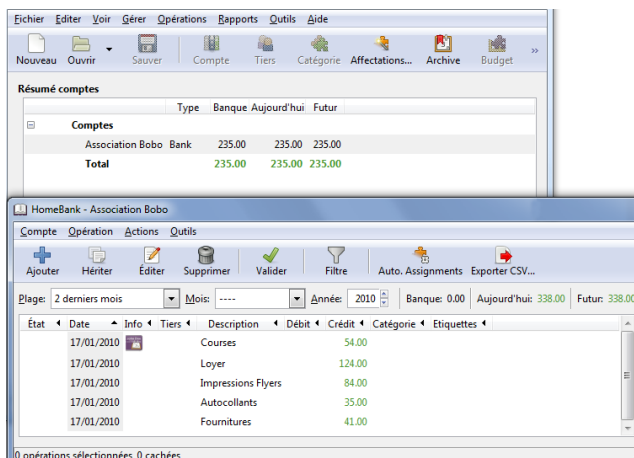 Fichier Editer Voir Gérer Opérations Rapports Outils Aide
Nouveau Ouvrir Sauver Compte Tiers Catégorie Affectations... Archive Budget »
Résumé comptes
Type Banque Aujourd'hui Futur
Comptes
Association Bobo Bank 235.00 235.00 235.00
Total 235.00 235.00 235.00
HomeBank - Association Bobo
Compte Opération Actions Outils
Ajouter Hériter Éditer Supprimer Valider Filtre Auto. Assignments Exporter CSV...
Plage: 2 derniers mois Mois: ---- Année: 2010 Banque: 0.00 Aujourd'hui: 338.00 Futur: 338.00
État Date Info Tiers Description Débit Crédit Catégorie Etiquettes
17/01/2010 Courses 54.00
17/01/2010 Loyer 124.00
17/01/2010 Impressions Flyers 84.00
17/01/2010 Autocollants 35.00
17/01/2010 Fournitures 41.00
0 opérations sélectionnées, 0 cachées